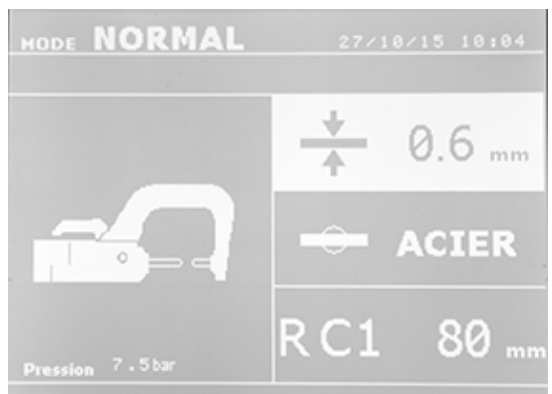 MODE NORMAL 27/10/15 10:04
0.6 mm
ACIER
RC1 80 mm
Pression 7.5bar